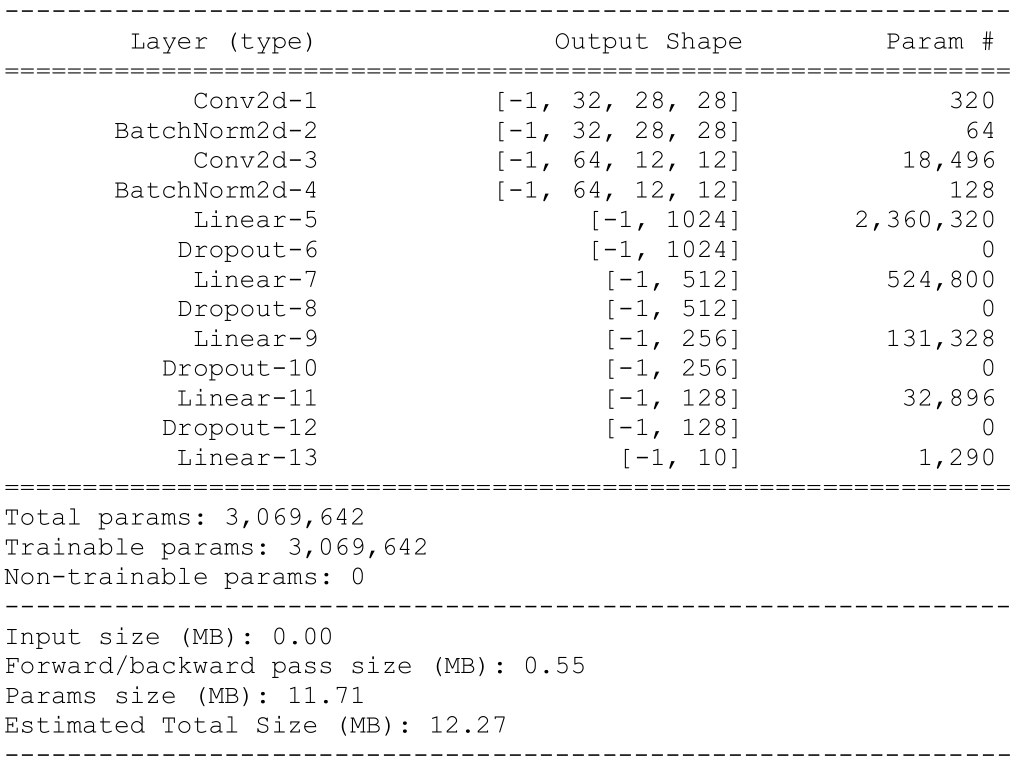 ----------------------------------------------------------------
Layer (type) Output Shape Param #
================================================================
Conv2d-1 [-1, 32, 28, 28] 320
BatchNorm2d-2 [-1, 32, 28, 28] 64
Conv2d-3 [-1, 64, 12, 12] 18,496
BatchNorm2d-4 [-1, 64, 12, 12] 128
Linear-5 [-1, 1024] 2,360,320
Dropout-6 [-1, 1024] 0
Linear-7 [-1, 512] 524,800
Dropout-8 [-1, 512] 0
Linear-9 [-1, 256] 131,328
Dropout-10 [-1, 256] 0
Linear-11 [-1, 128] 32,896
Dropout-12 [-1, 128] 0
Linear-13 [-1, 10] 1,290
================================================================
Total params: 3,069,642
Trainable params: 3,069,642
Non-trainable params: 0
----------------------------------------------------------------
Input size (MB): 0.00
Forward/backward pass size (MB): 0.55
Params size (MB): 11.71
Estimated Total Size (MB): 12.27
----------------------------------------------------------------